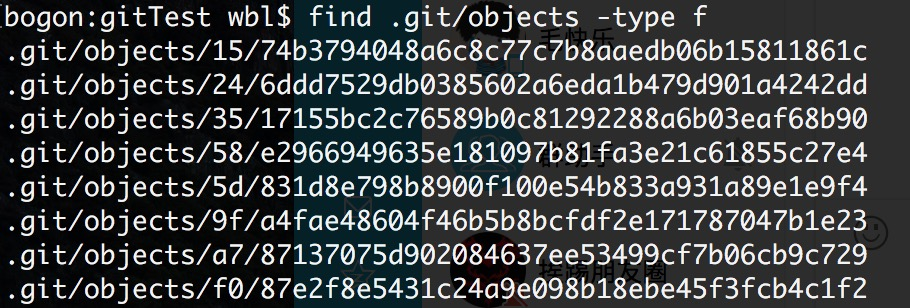 [bogon:gitTest wbl$ find .git/objects -type f
.git/objects/15/74b3794048a6c8c77c7b8aaedb06b15811861c
.git/objects/24/6ddd7529db0385602a6eda1b479d901a4242dd
.git/objects/35/17155bc2c76589b0c81292288a6b03eaf68b90
.git/objects/58/e2966949635e181097b81fa3e21c61855c27e4
.git/objects/5d/831d8e798b8900f100e54b833a931a89e1e9f4
.git/objects/9f/a4fae48604f46b5b8bcfdf2e171787047b1e23
.git/objects/a7/87137075d902084637ee53499cf7b06cb9c729
.git/objects/f0/87e2f8e5431c24a9e098b18ebe45f3fcb4c1f2